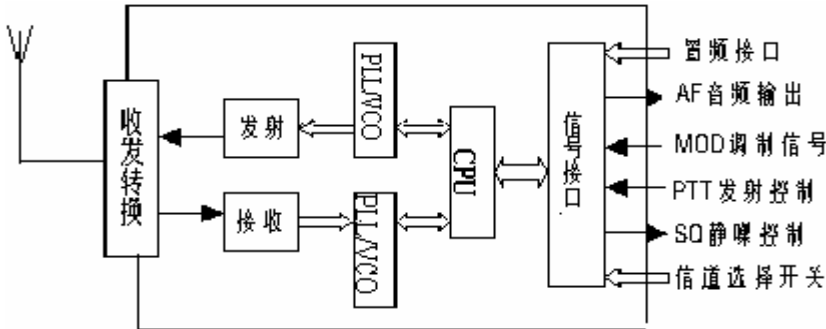 收发转换
发射
接收
PLL/VCO
PLL/VCO
CPU
信号接口
置频接口
AF音频输出
MOD调制信号
PTT发射控制
SQ静噪控制
信道选择开关